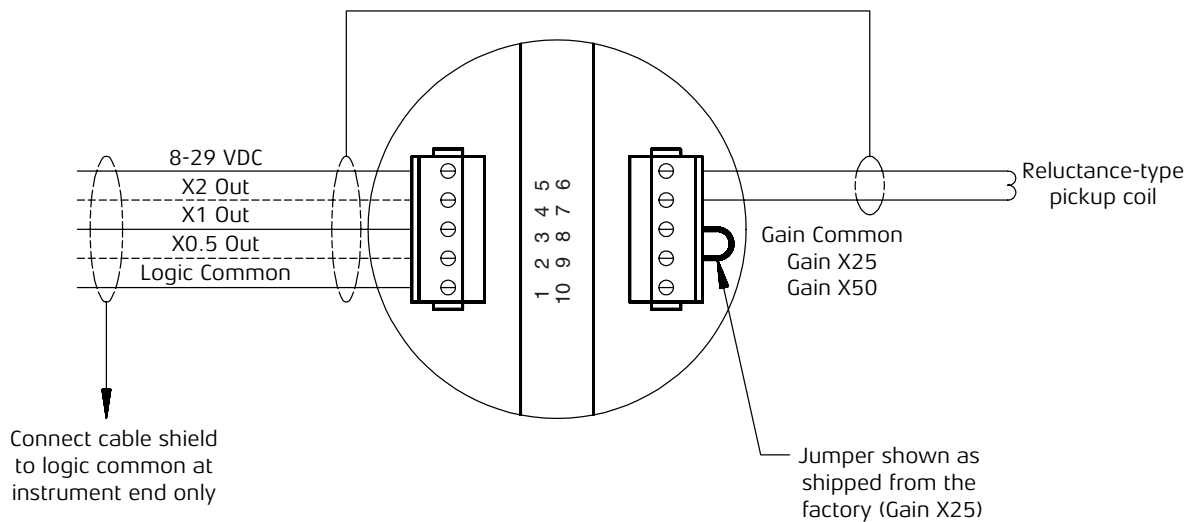 8-29 VDC
X2 Out
X1 Out
X0.5 Out
Logic Common
5 6
4 7
3 8
2 9
1 10
Reluctance-type
pickup coil
Gain Common
Gain X25
Gain X50
Connect cable shield
to logic common at
instrument end only
Jumper shown as
shipped from the
factory (Gain X25)